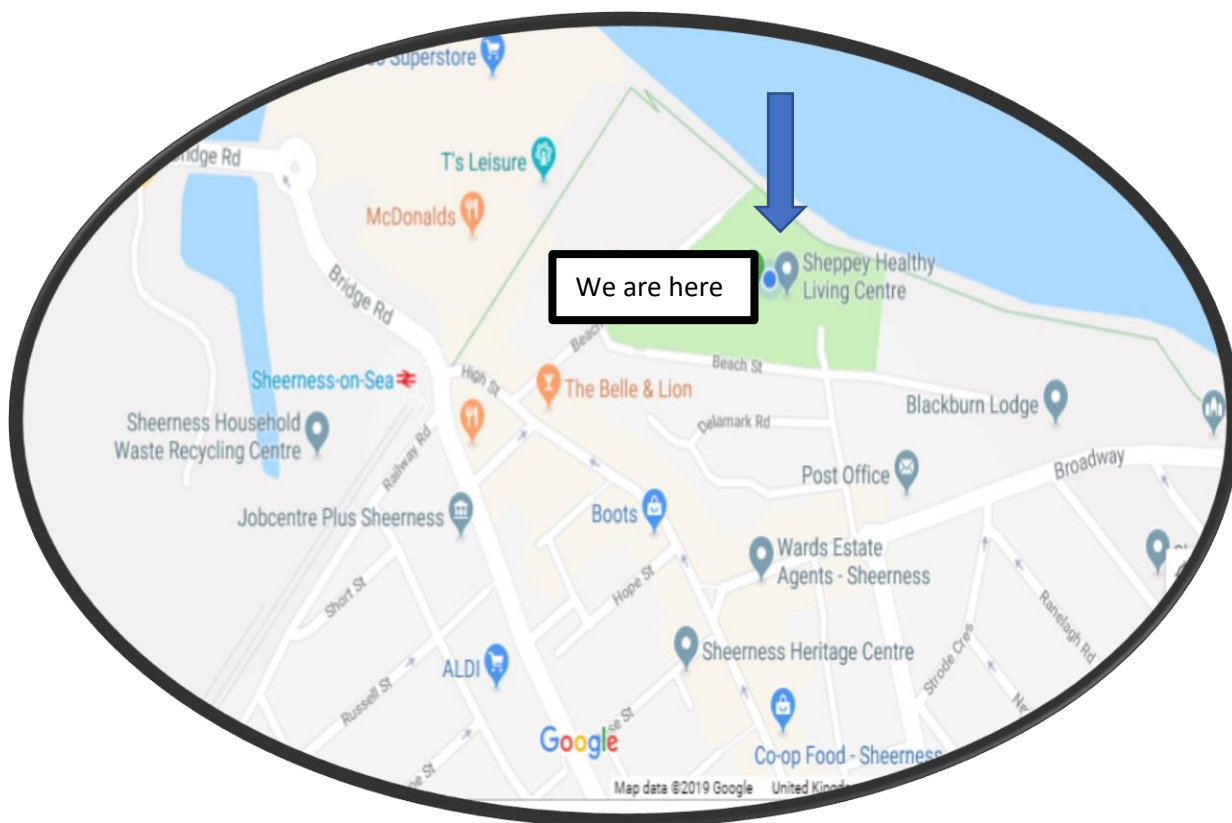 Superstore
T's Leisure
McDonalds
Bridge Rd
We are here
Sheppey Healthy
Living Centre
Bridge Rd
Sheerness-on-Sea
High St
Beach St
The Belle & Lion
Blackburn Lodge
Sheerness Household
Waste Recycling Centre
Railway Rd
Delamark Rd
Broadway
Post Office
Jobcentre Plus Sheerness
Boots
Wards Estate
Agents - Sheerness
Short St
Hope St
Ranelagh Rd
Sheerness Heritage Centre
Strode Cres
ALDI
Russell St
Google
Co-op Food - Sheerness
Map data ©2019 Google
United